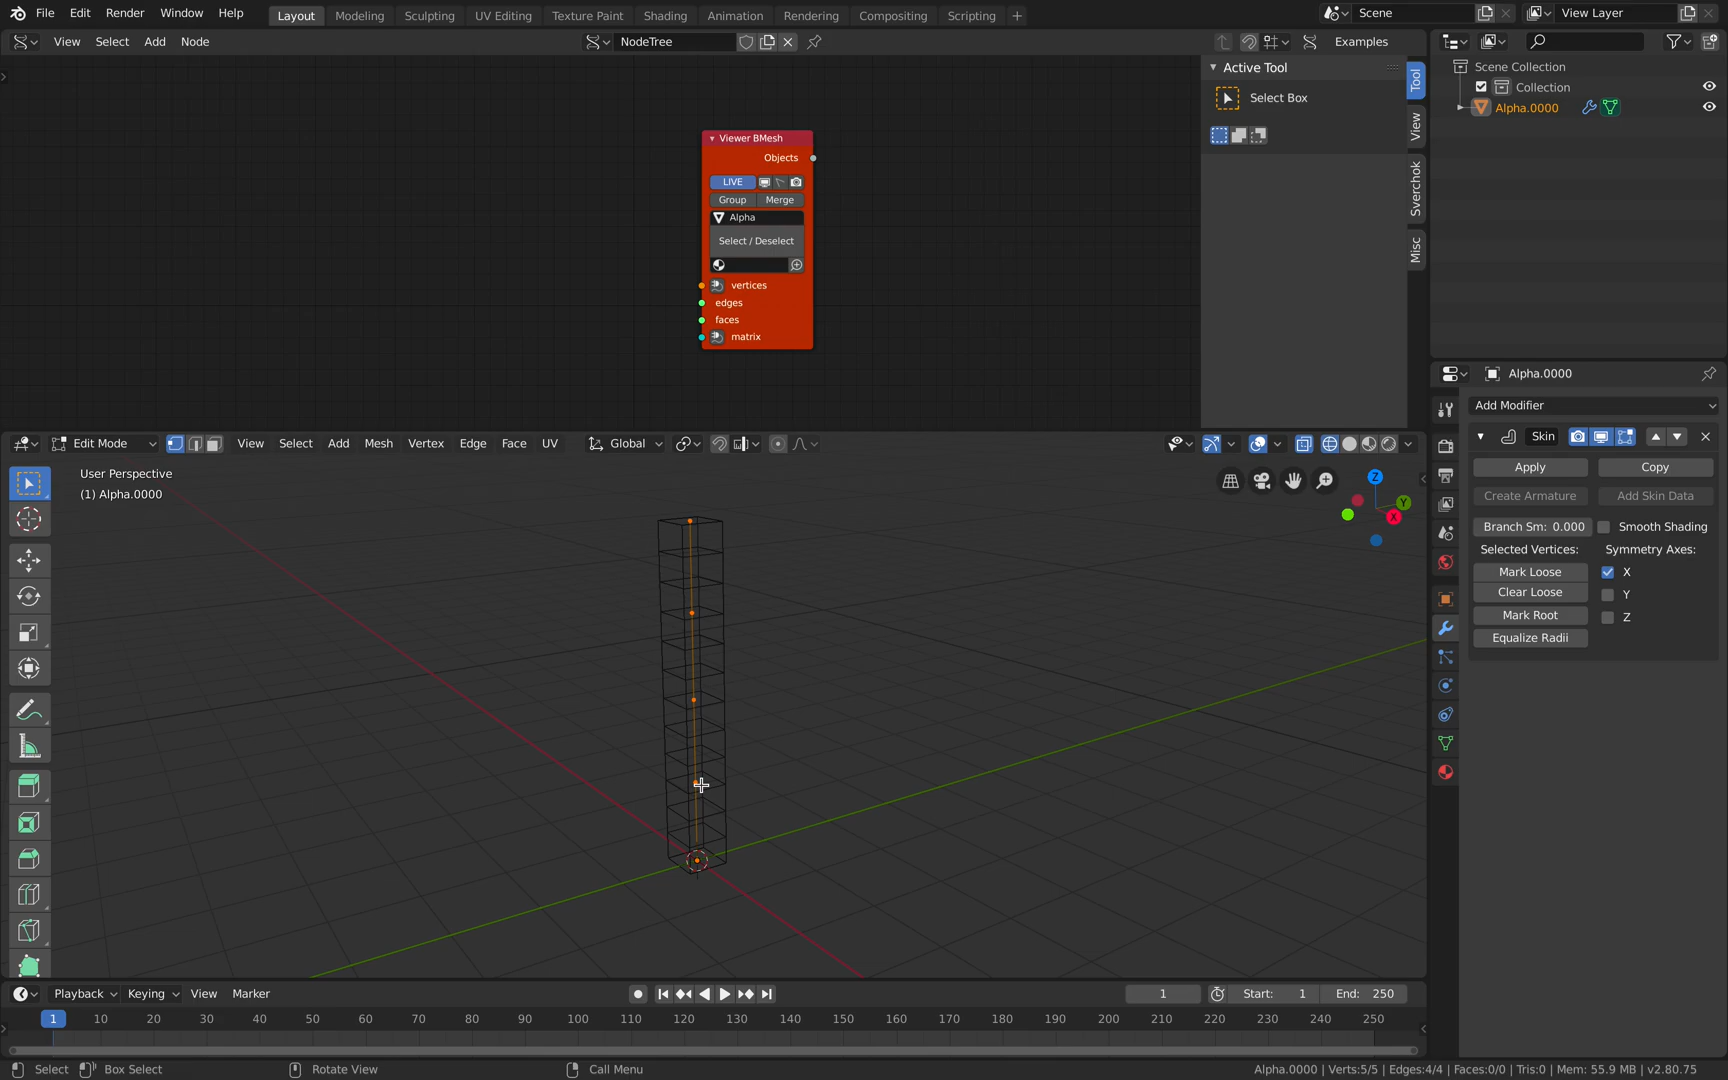 File Edit Render Window Help Layout Modeling Sculpting UV Editing Texture Paint Shading Animation Rendering Compositing Scripting + Scene View Layer
View Select Add Node NodeTree Examples
Active Tool
Select Box
Tool
View
Sverchok
Misc
Scene Collection
Collection
Alpha.0000
Viewer BMesh
Objects
LIVE
Group Merge
Alpha
Select / Deselect
vertices
edges
faces
matrix
Alpha.0000
Add Modifier
Skin
Apply Copy
Create Armature Add Skin Data
Branch Sm: 0.000 Smooth Shading
Selected Vertices: Symmetry Axes:
Mark Loose X
Clear Loose Y
Mark Root Z
Equalize Radii
Edit Mode View Select Add Mesh Vertex Edge Face UV Global
User Perspective
(1) Alpha.0000
Z
Y
X
Playback Keying View Marker 1 Start: 1 End: 250
1 10 20 30 40 50 60 70 80 90 100 110 120 130 140 150 160 170 180 190 200 210 220 230 240 250
Select Box Select Rotate View Call Menu Alpha.0000 | Verts:5/5 | Edges:4/4 | Faces:0/0 | Tris:0 | Mem: 55.9 MB | v2.80.75